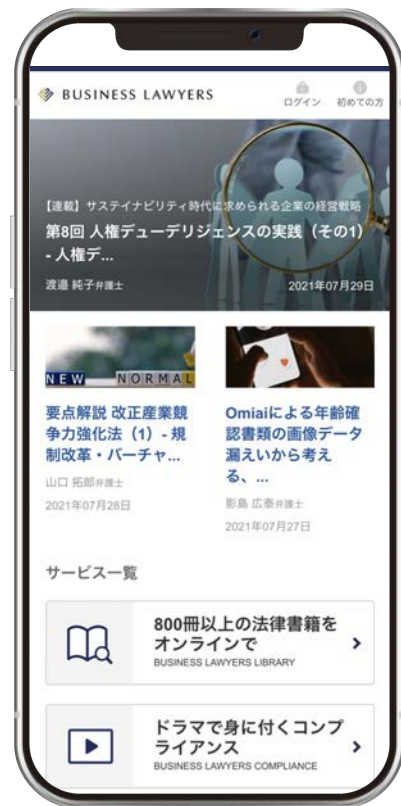 BUSINESS LAWYERS
ログイン
初めての方
【連載】サステイナビリティ時代に求められる企業の経営戦略
第8回 人権デューデリジェンスの実践(その1)
- 人権デ...
渡邉 純子弁護士
2021年07月29日
NEW NORMAL
要点解説 改正産業競
争力強化法(1)- 規
制改革・バーチャ...
山口 拓郎弁護士
2021年07月28日
Omiaiによる年齢確
認書類の画像データ
漏えいから考え
る、...
影島 広泰弁護士
2021年07月27日
サービス一覧
800冊以上の法律書籍を
オンラインで
BUSINESS LAWYERS LIBRARY
ドラマで身に付くコンプ
ライアンス
BUSINESS LAWYERS COMPLIANCE